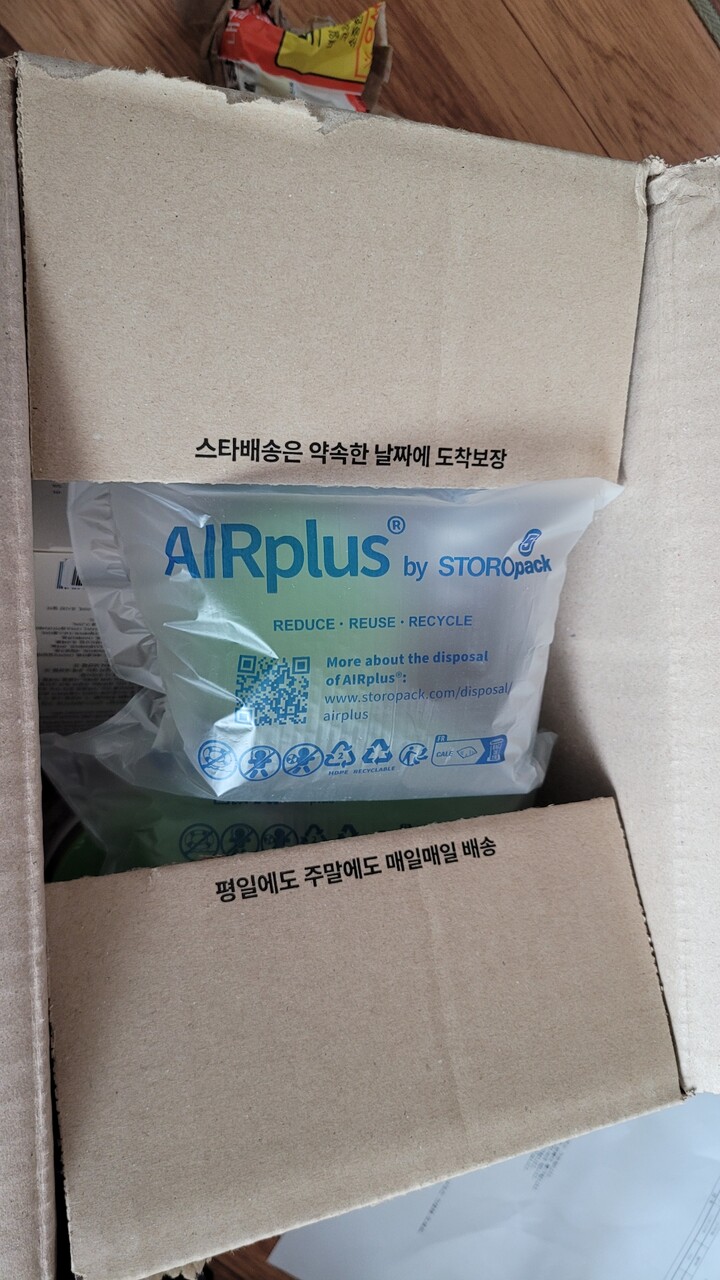 스타배송은 약속한 날짜에 도착보장
AIRplus® by STOROpack
REDUCE · REUSE · RECYCLE
More about the disposal
of AIRplus®:
www.storopack.com/disposal/
airplus
HDPE RECYCLABLE
FR
평일에도 주말에도 매일매일 배송